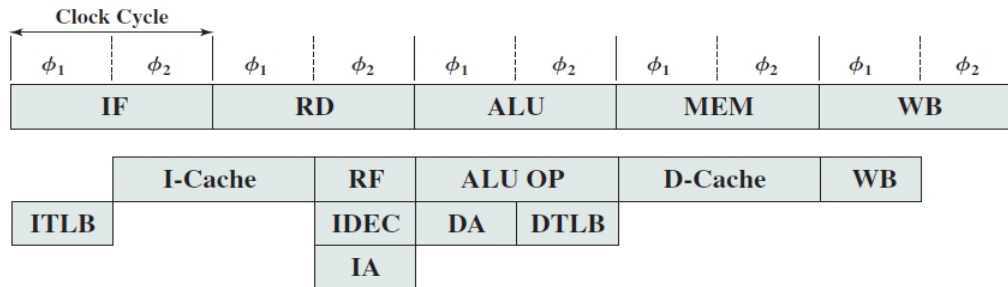 Clock Cycle
ϕ1 ϕ2 ϕ1 ϕ2 ϕ1 ϕ2 ϕ1 ϕ2 ϕ1 ϕ2
IF RD ALU MEM WB
I-Cache RF ALU OP D-Cache WB
ITLB IDEC DA DTLB
IA